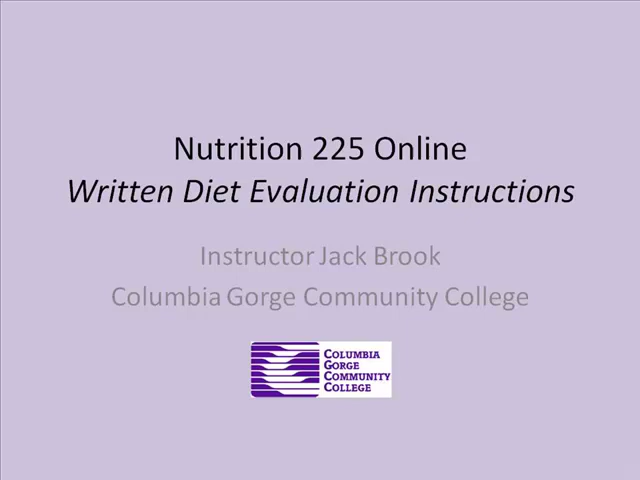 Nutrition 225 Online
Written Diet Evaluation Instructions
Instructor Jack Brook
Columbia Gorge Community College
COLUMBIA
GORGE
COMMUNITY
COLLEGE